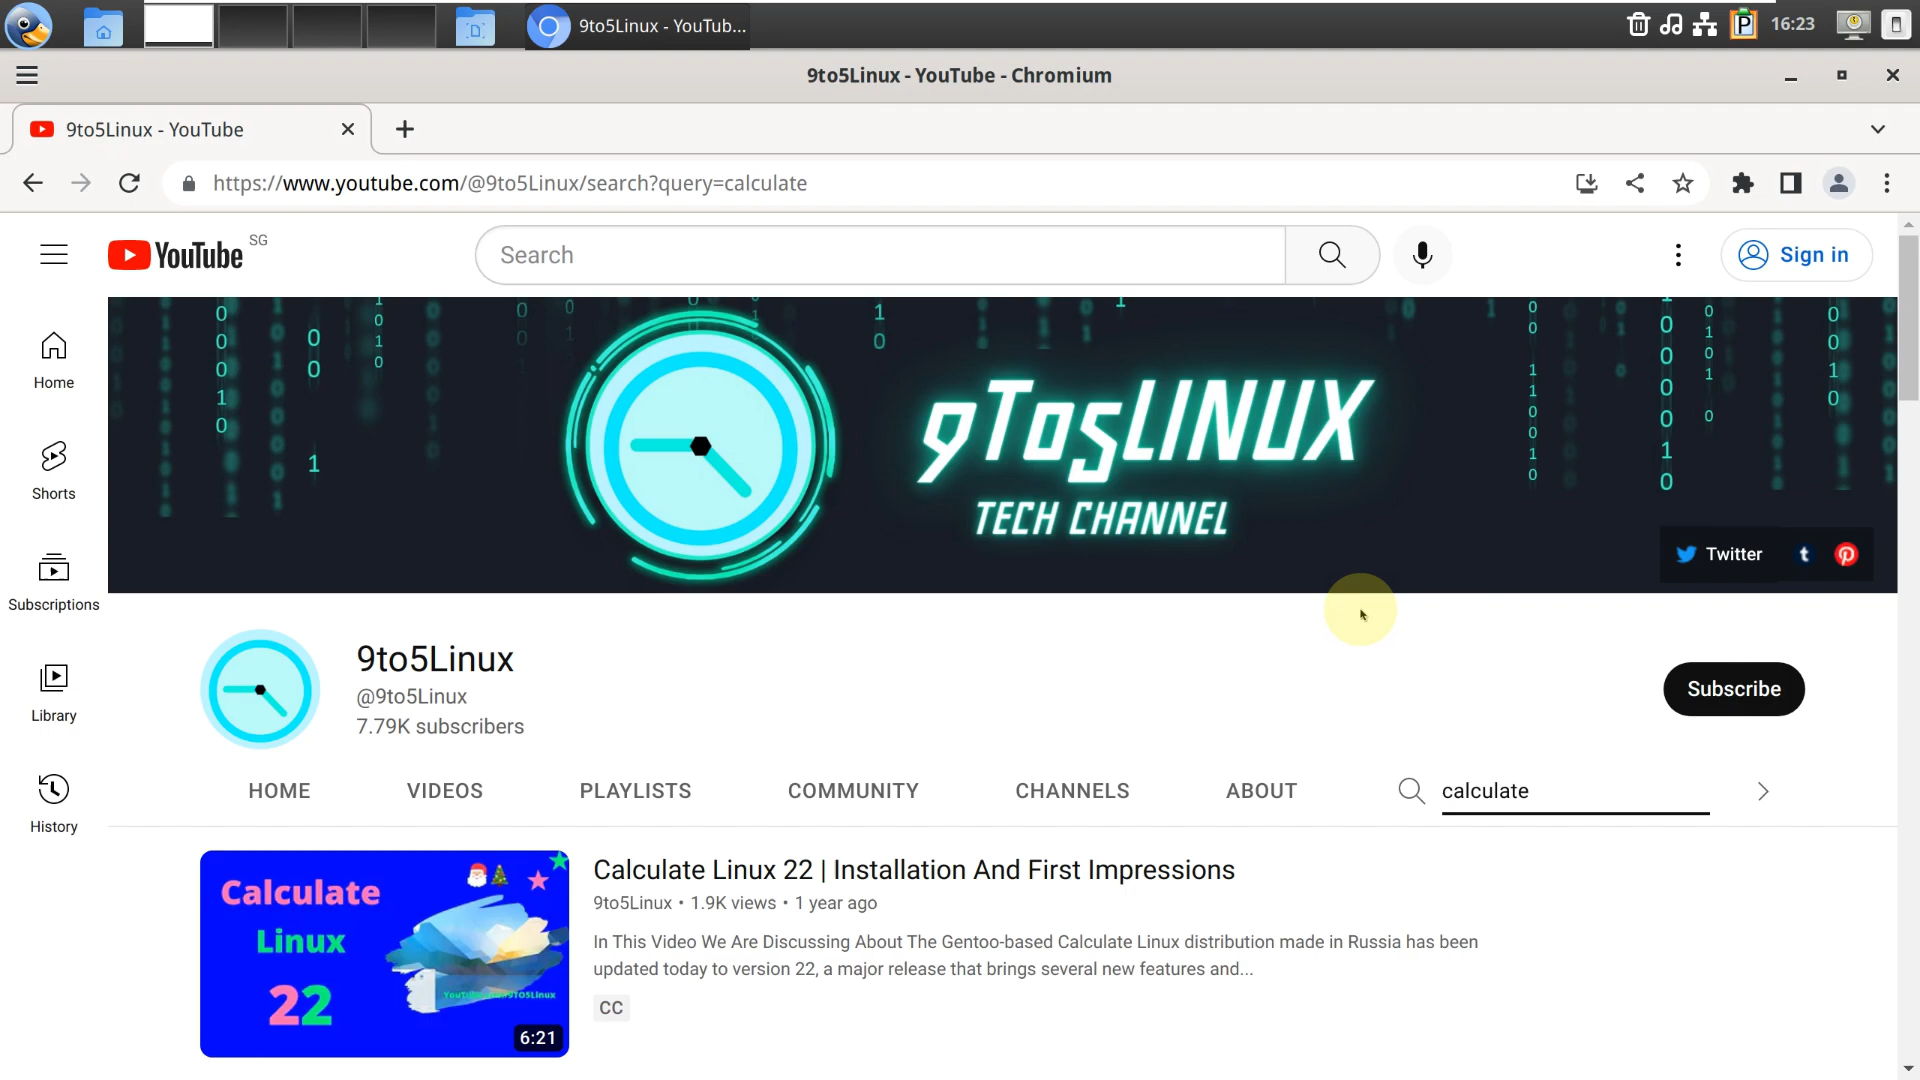 9to5Linux - YouTub...
16:23
9to5Linux - YouTube - Chromium
9to5Linux - YouTube
https://www.youtube.com/@9to5Linux/search?query=calculate
YouTube SG
Search
Sign in
Home
Shorts
Subscriptions
Library
History
9To5LINUX
TECH CHANNEL
Twitter
9to5Linux
@9to5Linux
7.79K subscribers
Subscribe
HOME VIDEOS PLAYLISTS COMMUNITY CHANNELS ABOUT calculate
Calculate
Linux
22
6:21
Calculate Linux 22 | Installation And First Impressions
9to5Linux • 1.9K views • 1 year ago
In This Video We Are Discussing About The Gentoo-based Calculate Linux distribution made in Russia has been
updated today to version 22, a major release that brings several new features and...
CC